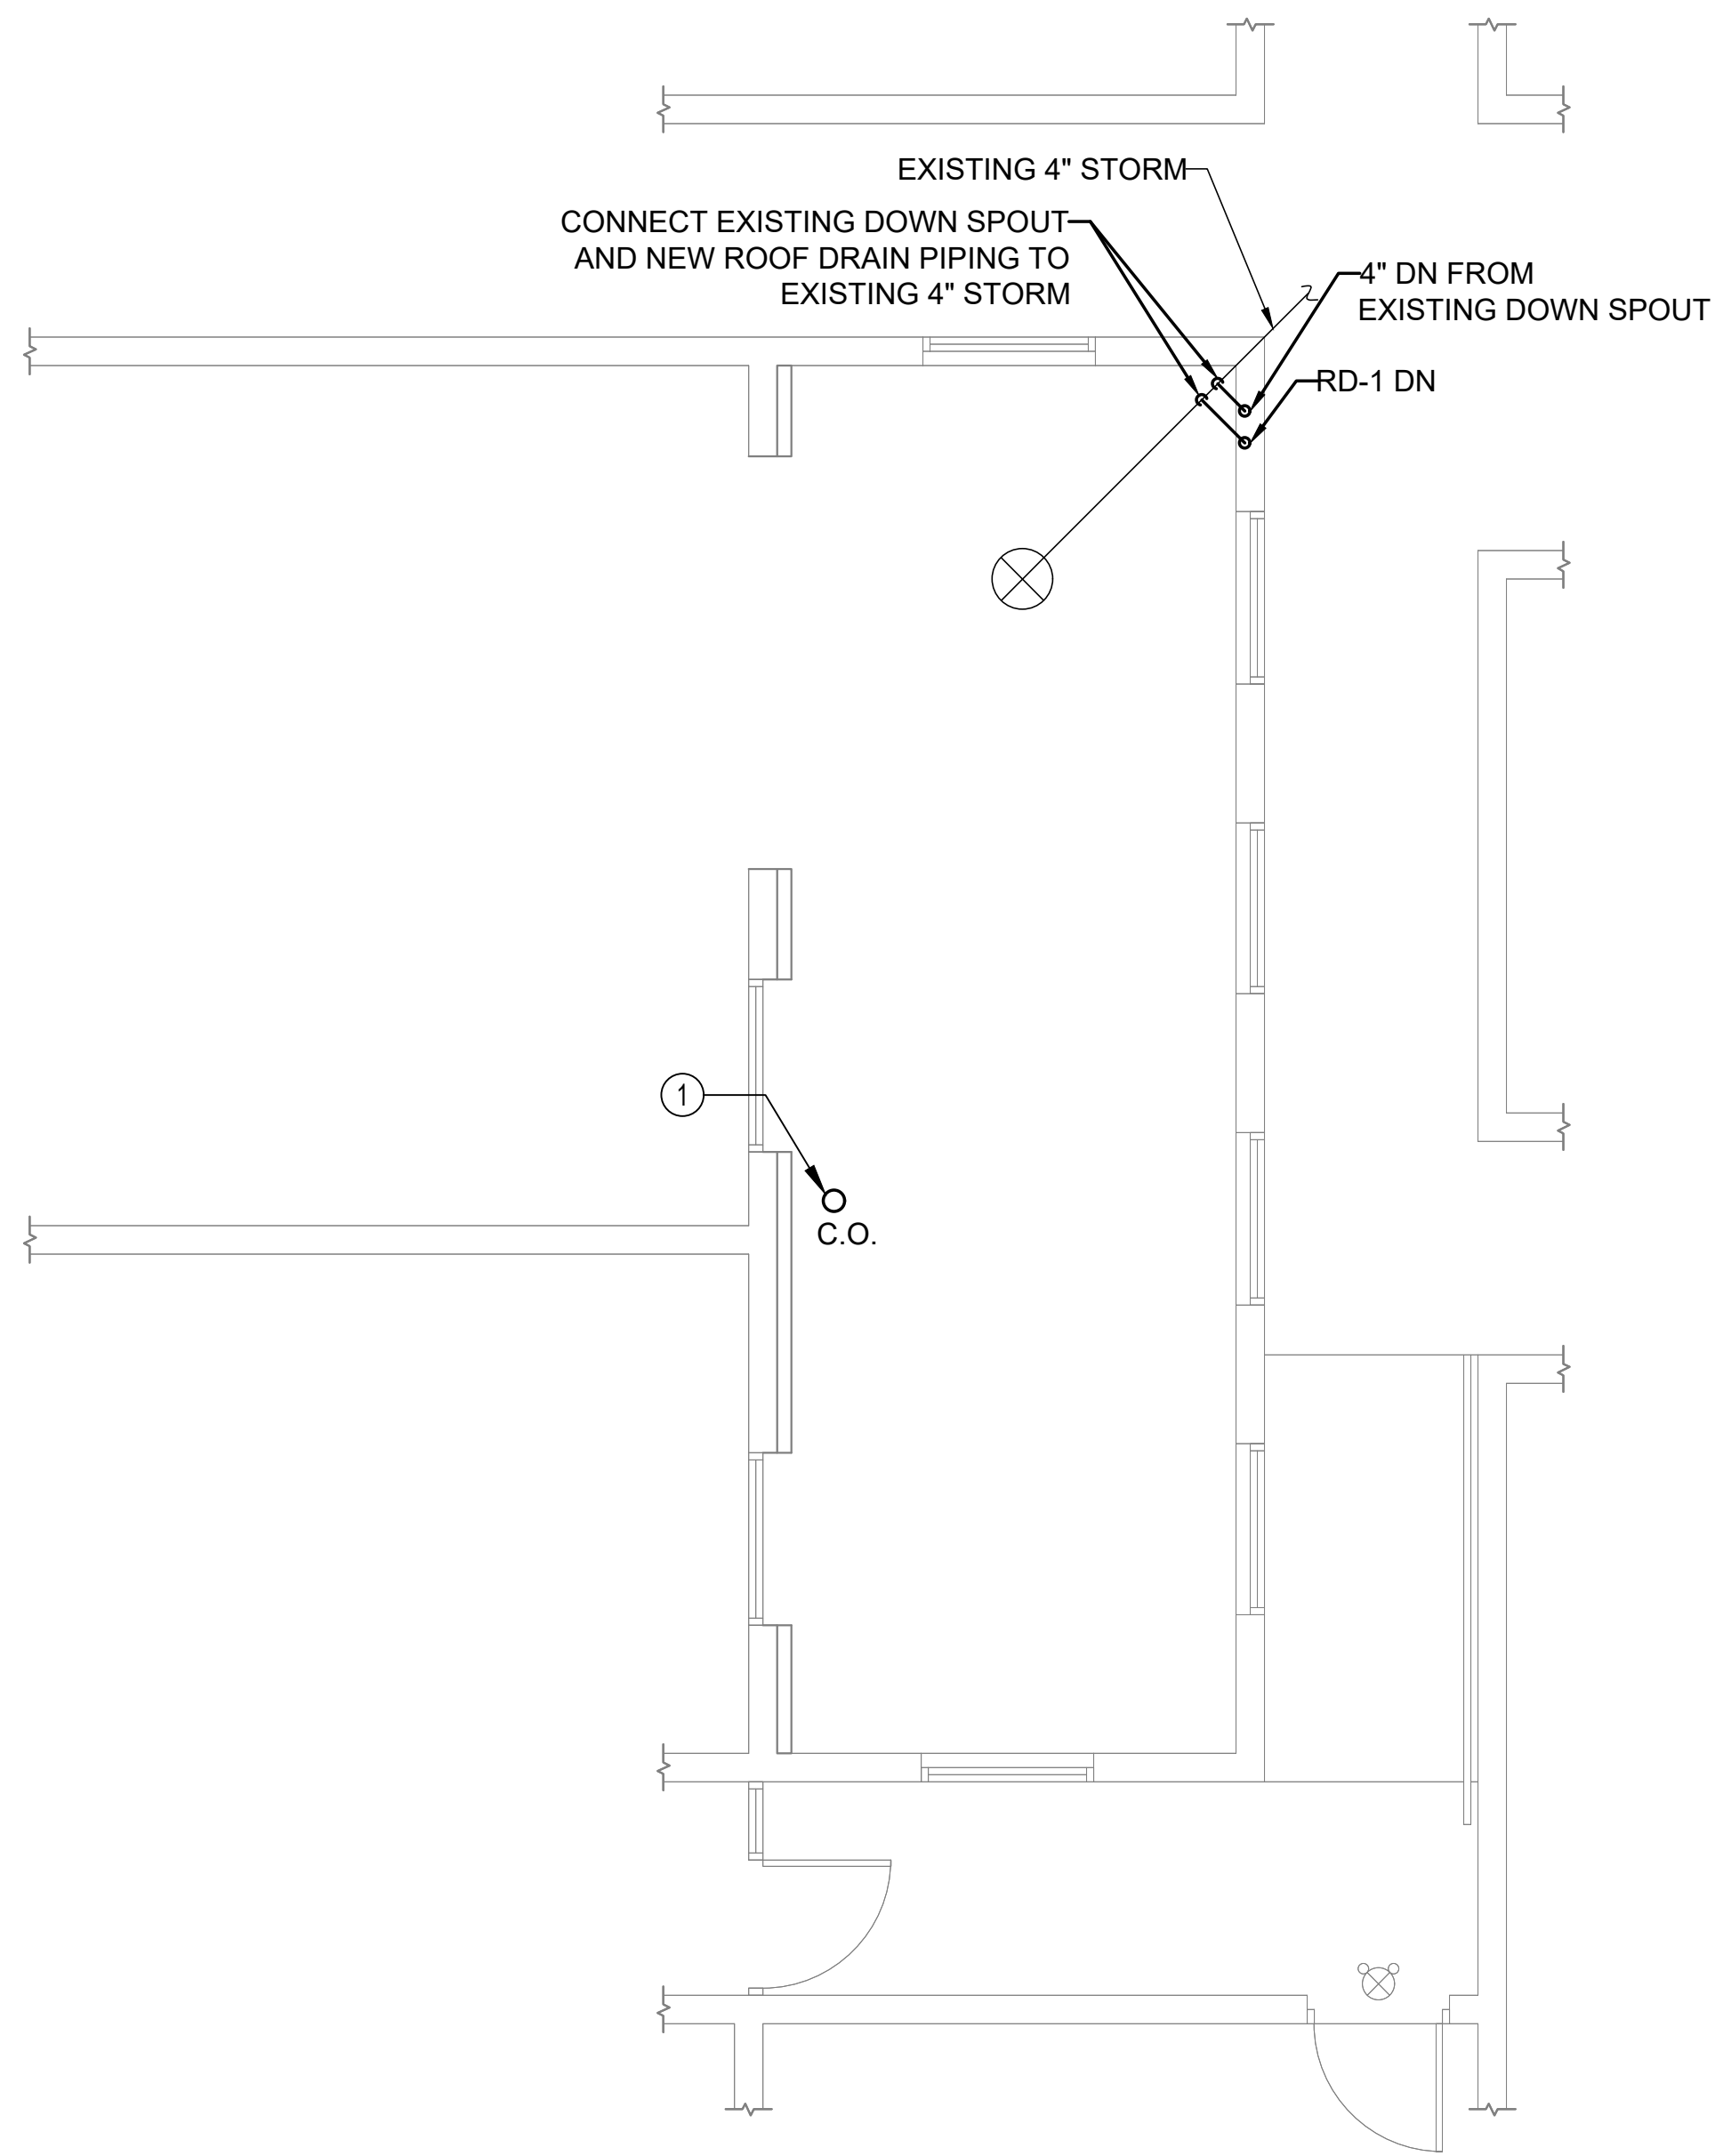 EXISTING 4" STORM
CONNECT EXISTING DOWN SPOUT
AND NEW ROOF DRAIN PIPING TO
EXISTING 4" STORM
4" DN FROM
EXISTING DOWN SPOUT
RD-1 DN
1
C.O.